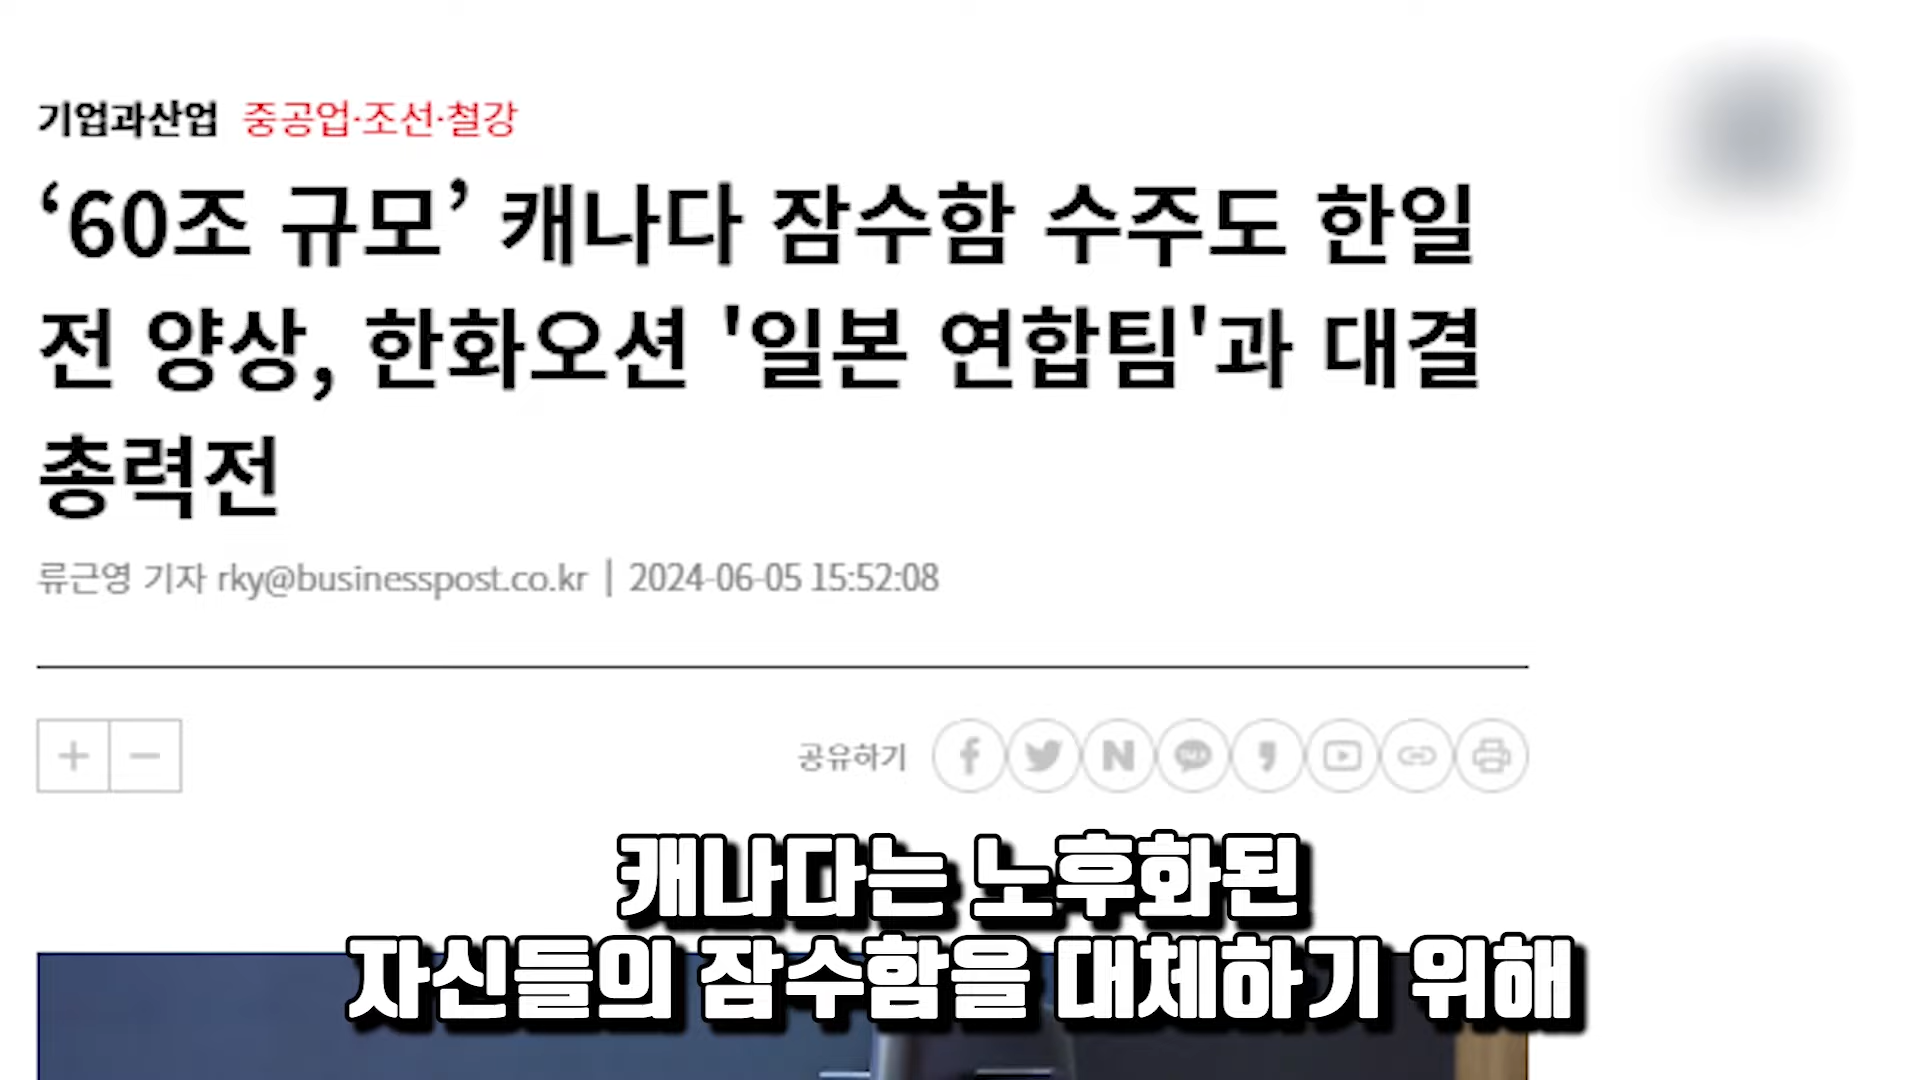 기업과산업 중공업·조선·철강
‘60조 규모’ 캐나다 잠수함 수주도 한일
전 양상, 한화오션 '일본 연합팀'과 대결
총력전
류근영 기자 rky@businesspost.co.kr | 2024-06-05 15:52:08
공유하기
캐나다는 노후화된
자신들의 잠수함을 대체하기 위해